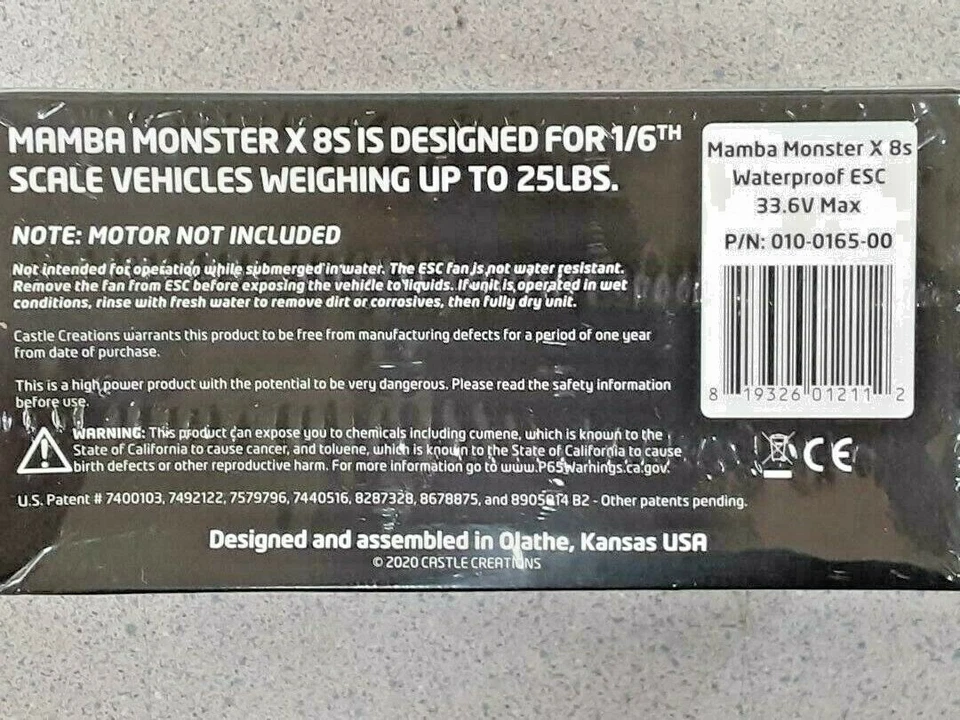 MAMBA MONSTER X 8S IS DESIGNED FOR 1/6TH
SCALE VEHICLES WEIGHING UP TO 25LBS.
NOTE: MOTOR NOT INCLUDED
Not intended for operation while submerged in water. The ESC fan is not water resistant.
Remove the fan from ESC before exposing the vehicle to liquids. If unit is operated in wet
conditions, rinse with fresh water to remove dirt or corrosives, then fully dry unit.
Castle Creations warrants this product to be free from manufacturing defects for a period of one year
from date of purchase.
This is a high power product with the potential to be very dangerous. Please read the safety information
before use.
WARNING: This product can expose you to chemicals including cumene, which is known to the
State of California to cause cancer, and toluene, which is known to the State of California to cause
birth defects or other reproductive harm. For more information go to www.P65Warnings.ca.gov.
U.S. Patent # 7400103, 7492122, 7579796, 7440516, 8287328, 8678875, and 8905014 B2 - Other patents pending.
Designed and assembled in Olathe, Kansas USA
© 2020 CASTLE CREATIONS
Mamba Monster X 8s
Waterproof ESC
33.6V Max
P/N: 010-0165-00
8 19326 01211 2
CE